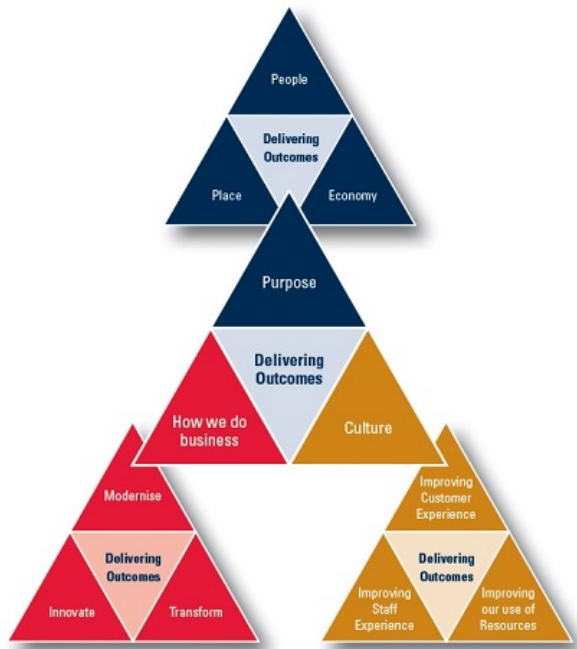 People
Delivering
Outcomes
Place
Economy
Purpose
Delivering
Outcomes
How we do
business
Culture
Modernise
Delivering
Outcomes
Innovate
Transform
Improving
Customer
Experience
Delivering
Outcomes
Improving
Staff
Experience
Improving
our use of
Resources